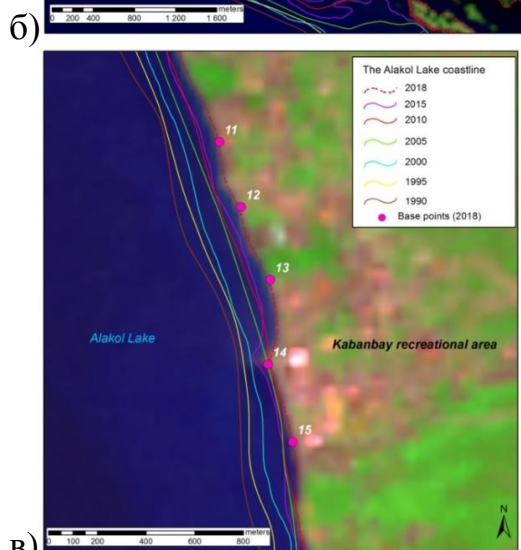 meters
0 200 400 800 1 200 1 600
б)
The Alakol Lake coastline
2018
2015
2010
2005
2000
1995
1990
Base points (2018)
11
12
13
Alakol Lake
Kabanbay recreational area
14
15
N
meters
0 100 200 400 600 800
в)